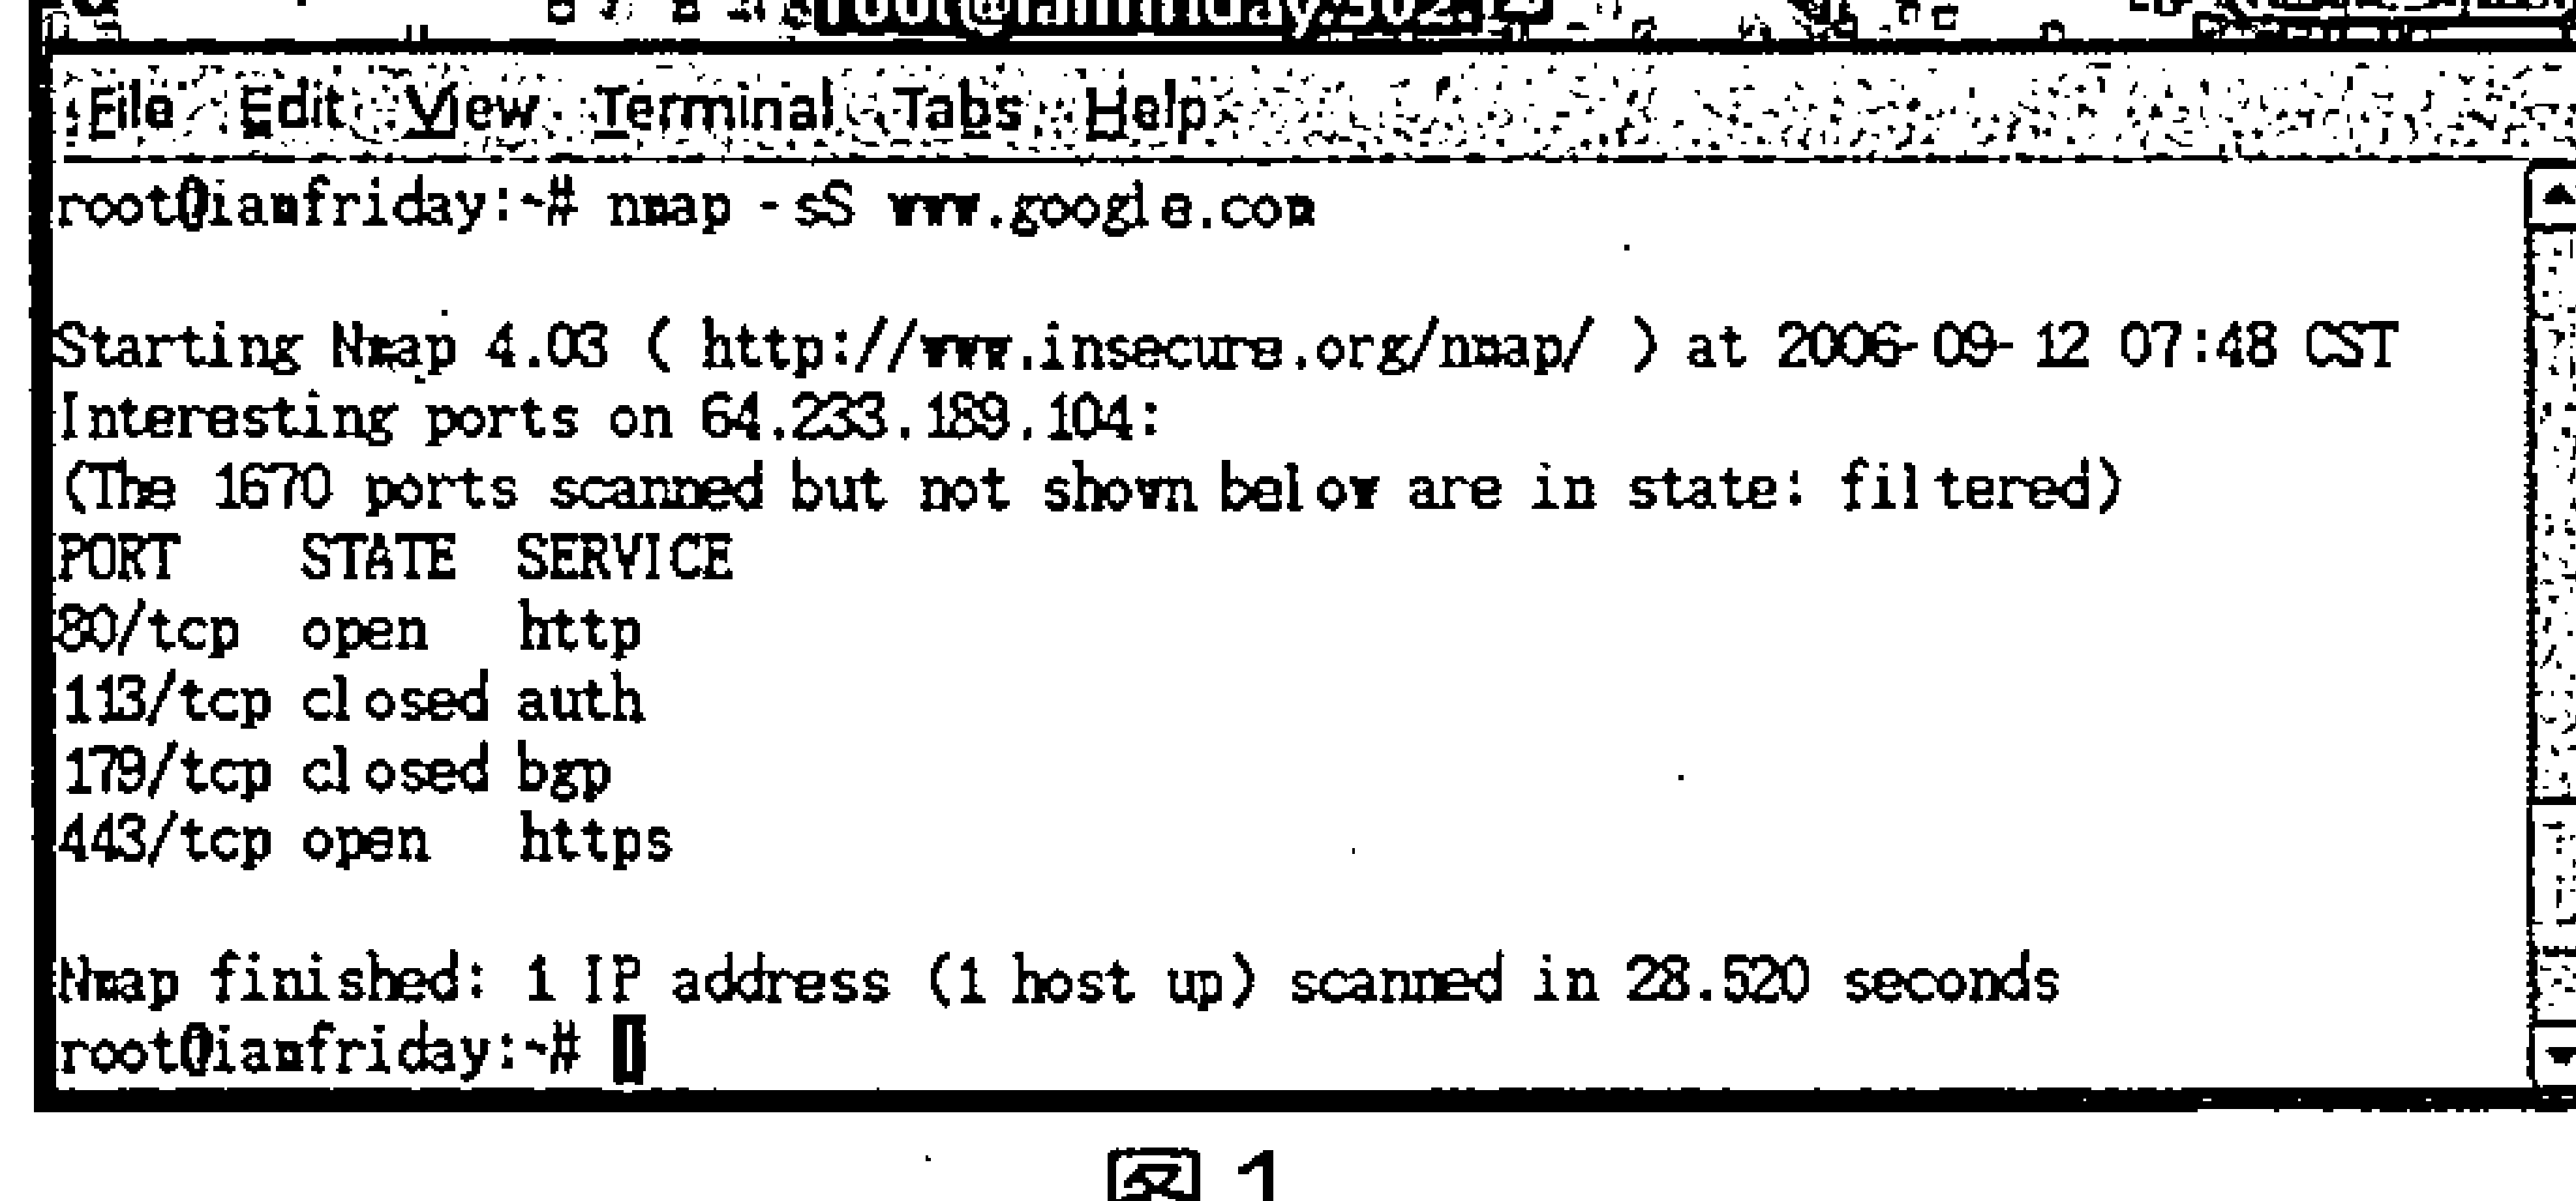 File Edit View Terminal Tabs Help
root@iamfriday:~# nmap -sS www.google.com
Starting Nmap 4.03 ( http://www.insecure.org/nmap/ ) at 2006-09-12 07:48 CST
Interesting ports on 64.233.189.104:
(The 1670 ports scanned but not shown below are in state: filtered)
PORT STATE SERVICE
80/tcp open http
113/tcp closed auth
179/tcp closed bgp
443/tcp open https
Nmap finished: 1 IP address (1 host up) scanned in 28.520 seconds
root@iamfriday:~#
图 1